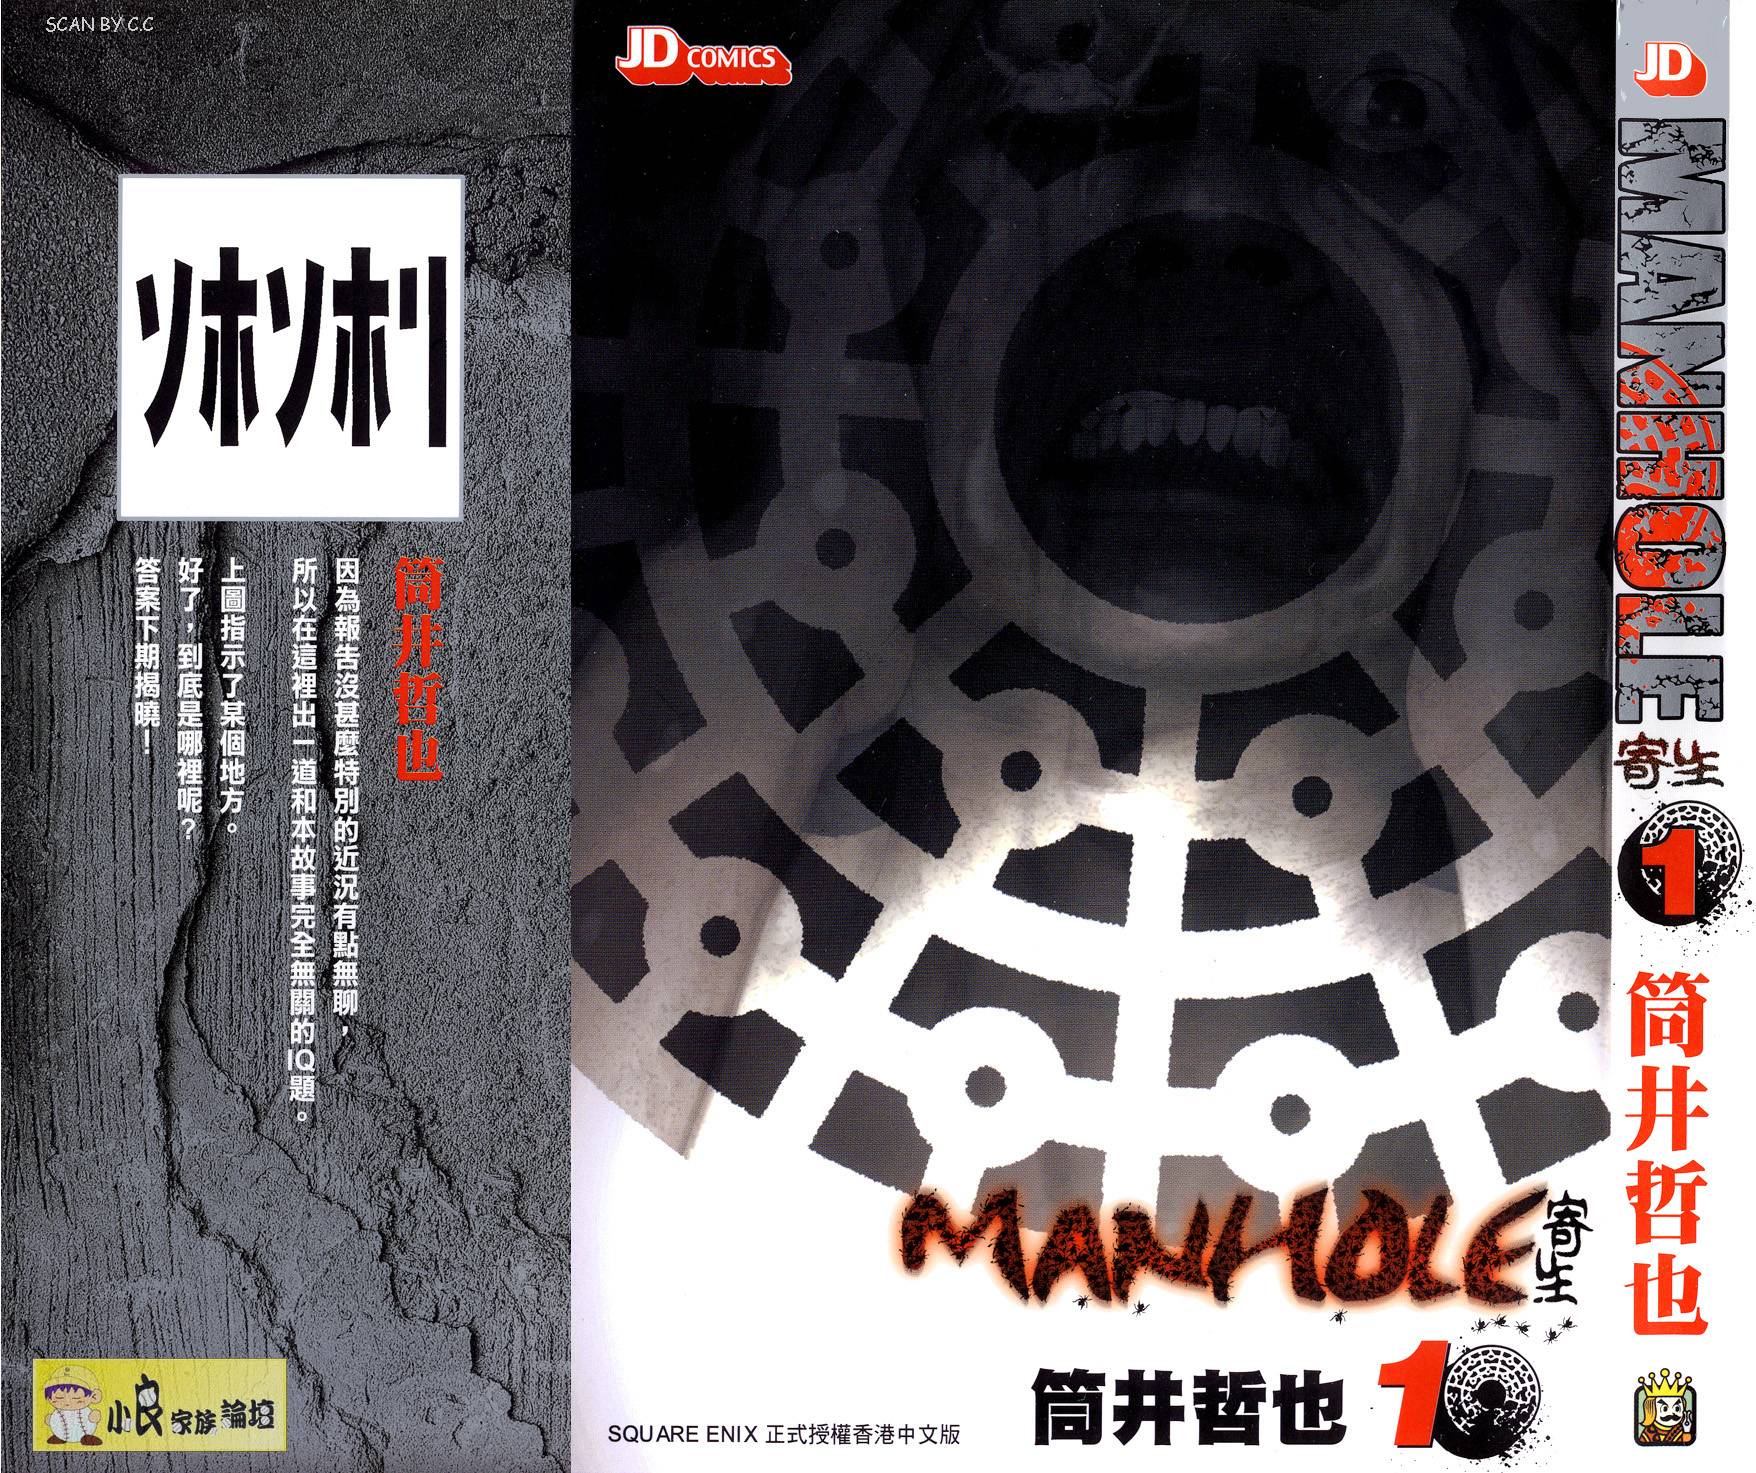 SCAN BY C.C
ソホソホリ
筒井哲也
因為報告沒甚麼特別的近況有點無聊，
所以在這裡出一道和本故事完全無關的IQ題。
上圖指示了某個地方。
好了，到底是哪裡呢？
答案下期揭曉！
小良家族論壇
JD COMICS
MANHOLE
寄生
筒井哲也 1
SQUARE ENIX 正式授權香港中文版
JD
MANHOLE
寄生
1
筒井哲也